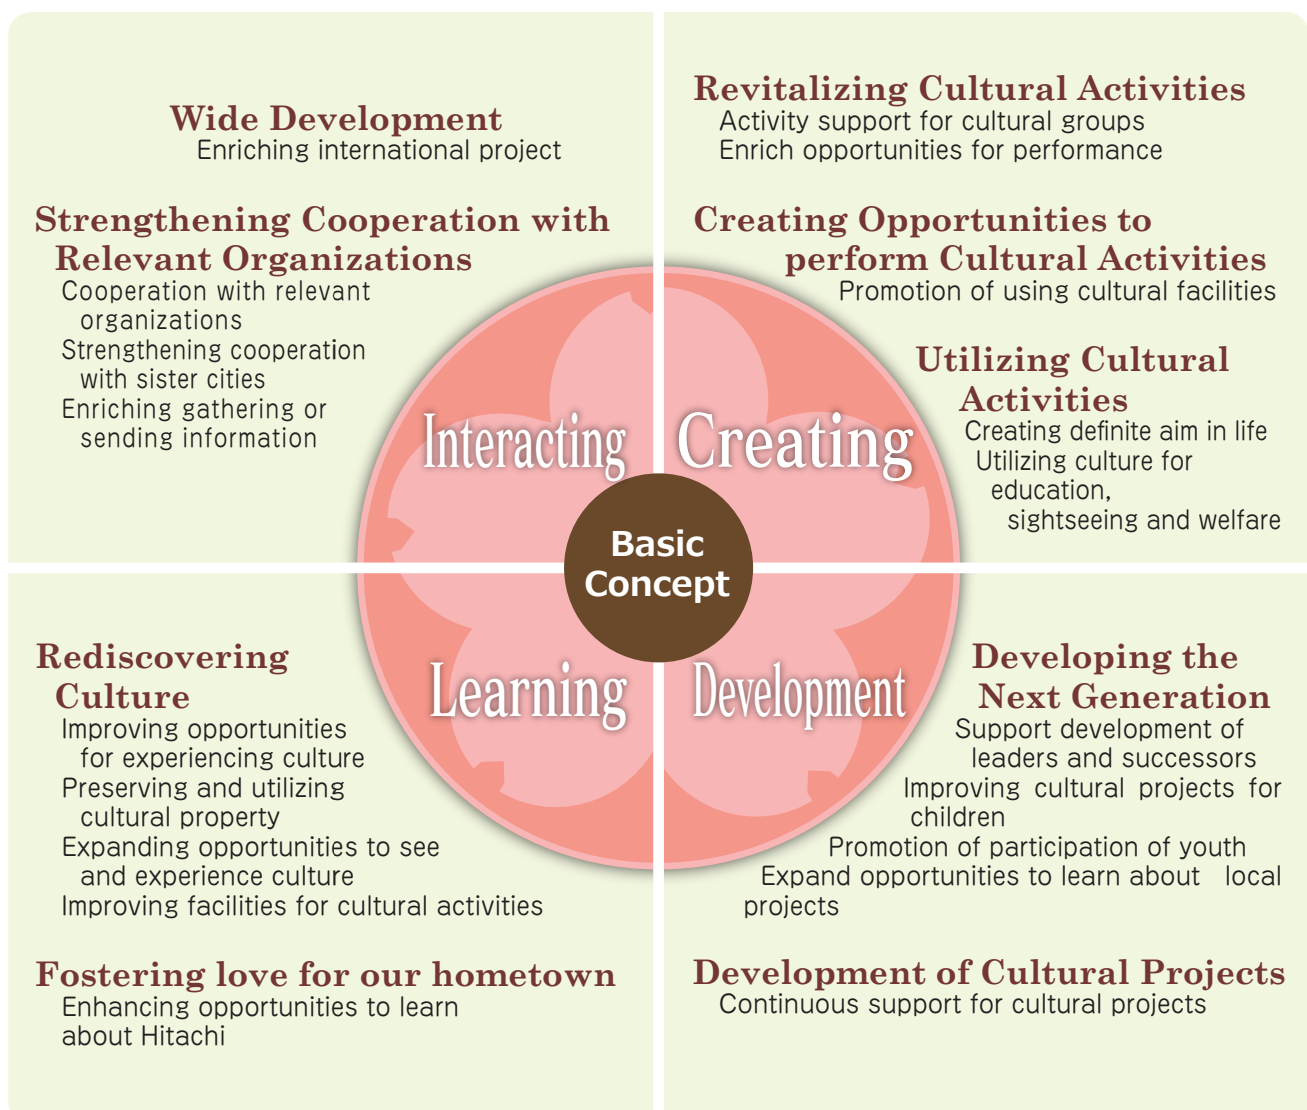 Wide Development
Enriching international project
Strengthening Cooperation with
Relevant Organizations
Cooperation with relevant
organizations
Strengthening cooperation
with sister cities
Enriching gathering or
sending information
Revitalizing Cultural Activities
Activity support for cultural groups
Enrich opportunities for performance
Creating Opportunities to
perform Cultural Activities
Promotion of using cultural facilities
Utilizing Cultural
Activities
Creating definite aim in life
Utilizing culture for
education,
sightseeing and welfare
Interacting
Creating
Basic
Concept
Learning
Development
Rediscovering
Culture
Improving opportunities
for experiencing culture
Preserving and utilizing
cultural property
Expanding opportunities to see
and experience culture
Improving facilities for cultural activities
Fostering love for our hometown
Enhancing opportunities to learn
about Hitachi
Developing the
Next Generation
Support development of
leaders and successors
Improving cultural projects for
children
Promotion of participation of youth
Expand opportunities to learn about local
projects
Development of Cultural Projects
Continuous support for cultural projects